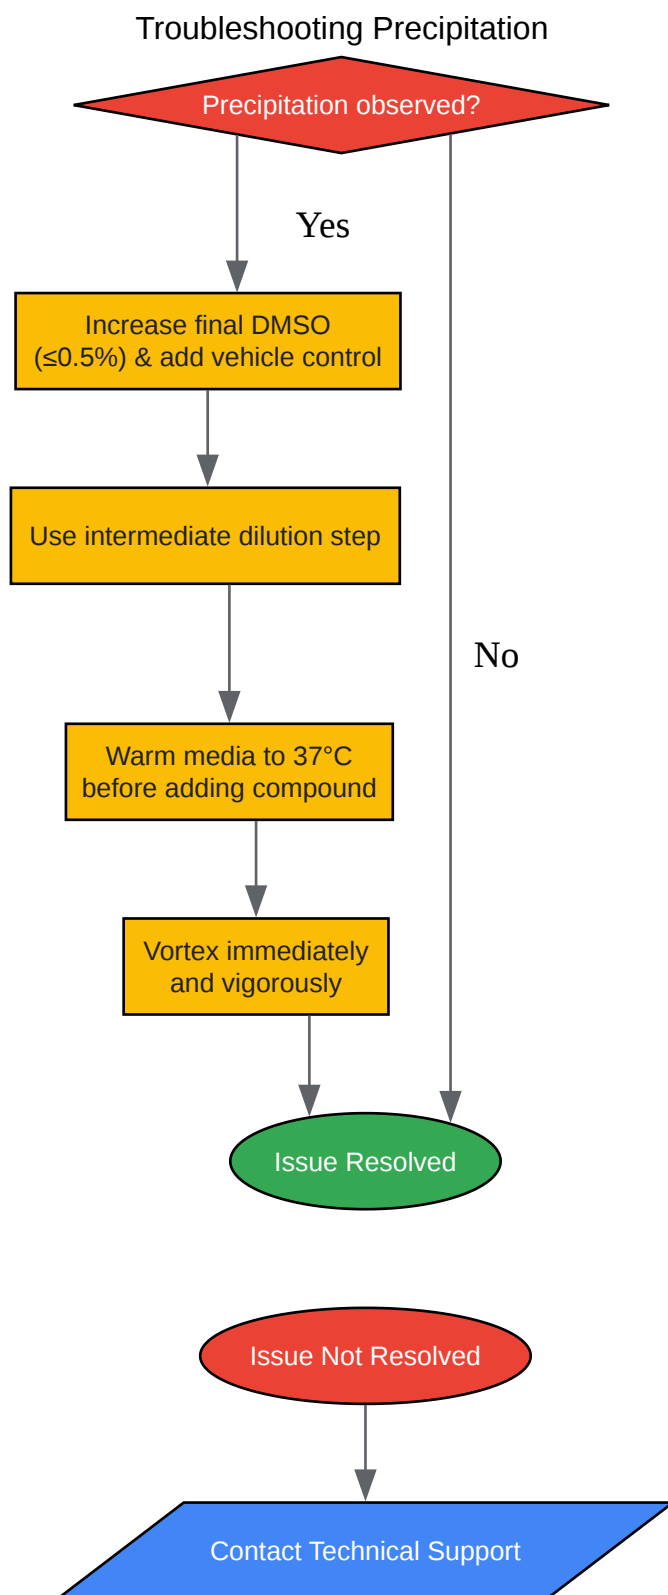 Troubleshooting Precipitation
Precipitation observed?
Yes
Increase final DMSO
(≤0.5%) & add vehicle control
Use intermediate dilution step
No
Warm media to 37°C
before adding compound
Vortex immediately
and vigorously
Issue Resolved
Issue Not Resolved
Contact Technical Support